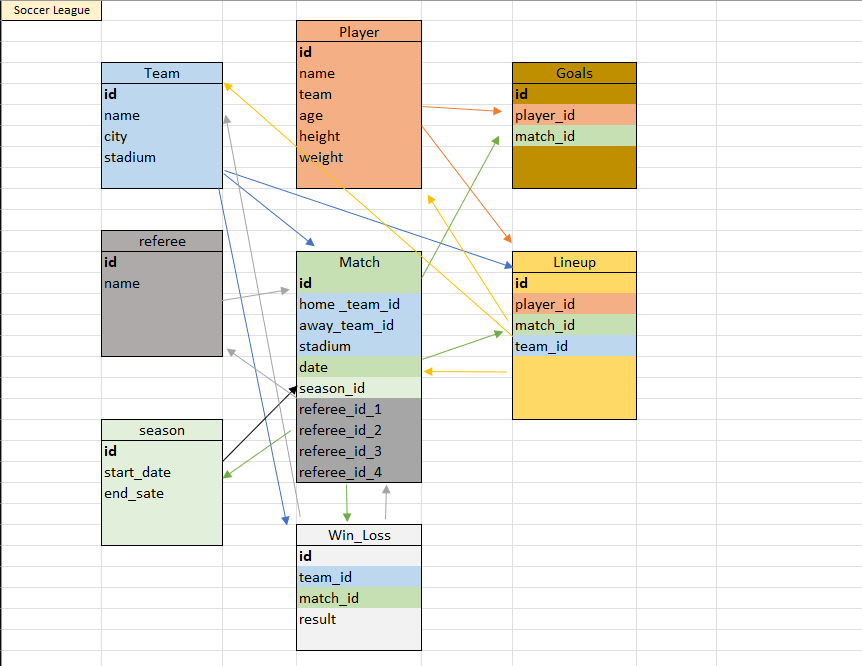 Soccer League
Player
id
name
team
age
height
weight
Team
id
name
city
stadium
Goals
id
player_id
match_id
referee
id
name
Match
id
home _team_id
away_team_id
stadium
date
season_id
referee_id_1
referee_id_2
referee_id_3
referee_id_4
Lineup
id
player_id
match_id
team_id
season
id
start_date
end_sate
Win_Loss
id
team_id
match_id
result